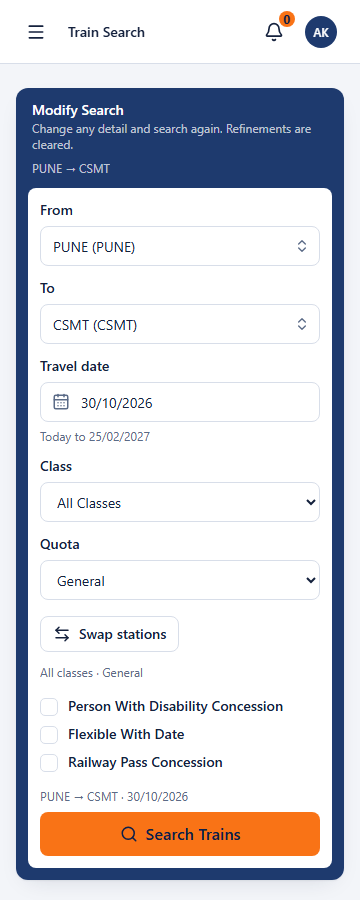 Train Search
0
AK
Modify Search
Change any detail and search again. Refinements are
cleared.
PUNE → CSMT
From
PUNE (PUNE)
To
CSMT (CSMT)
Travel date
30/10/2026
Today to 25/02/2027
Class
All Classes
Quota
General
Swap stations
All classes · General
Person With Disability Concession
Flexible With Date
Railway Pass Concession
PUNE → CSMT · 30/10/2026
Search Trains